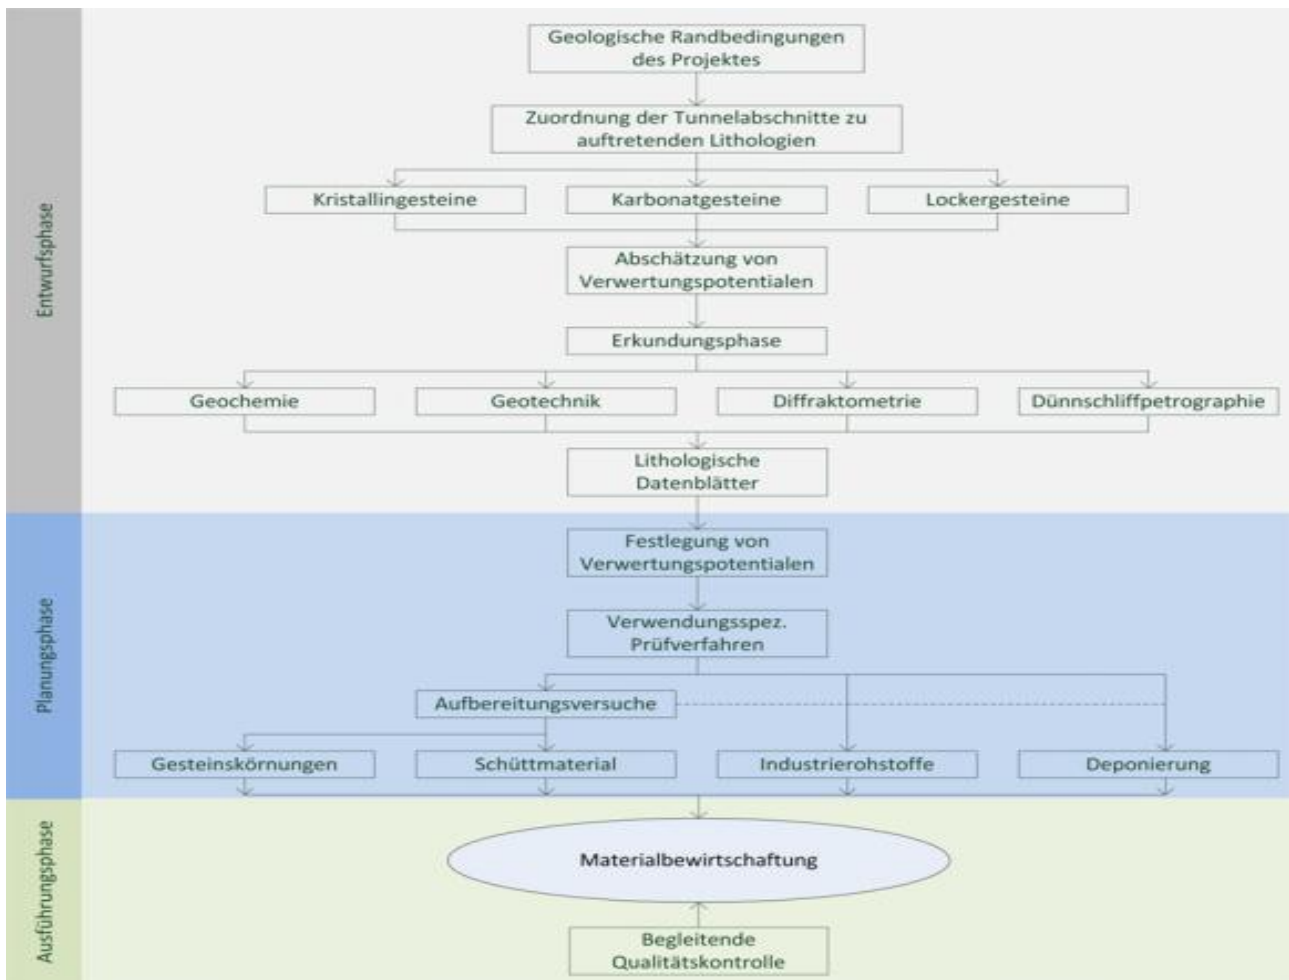 Entwurfsphase
Geologische Randbedingungen
des Projektes
Zuordnung der Tunnelabschnitte zu
auftretenden Lithologien
Kristallingesteine
Karbonatgesteine
Lockergesteine
Abschätzung von
Verwertungspotentialen
Erkundungsphase
Geochemie
Geotechnik
Diffraktometrie
Dünnschliffpetrographie
Lithologische
Datenblätter
Planungsphase
Festlegung von
Verwertungspotentialen
Verwendungsspez.
Prüfverfahren
Aufbereitungsversuche
Gesteinskörnungen
Schüttmaterial
Industrierohstoffe
Deponierung
Ausführungsphase
Materialbewirtschaftung
Begleitende
Qualitätskontrolle